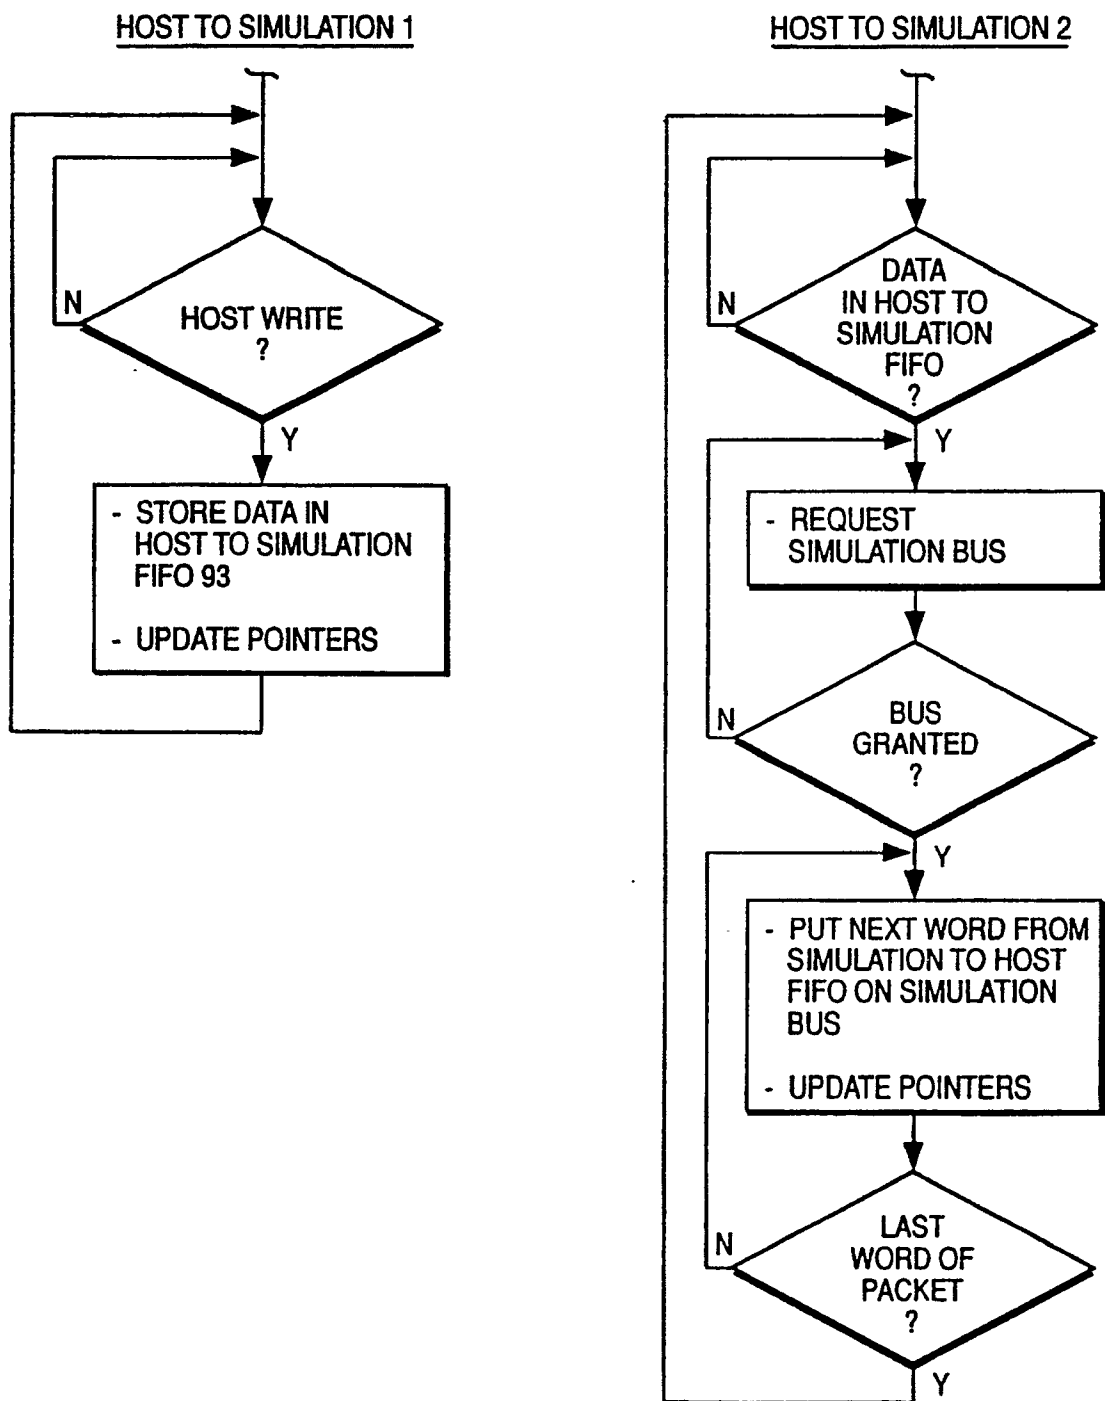 HOST TO SIMULATION 1
N
HOST WRITE
?
Y
- STORE DATA IN
HOST TO SIMULATION
FIFO 93
- UPDATE POINTERS
HOST TO SIMULATION 2
DATA
IN HOST TO
SIMULATION
FIFO
?
N
Y
- REQUEST
SIMULATION BUS
BUS
GRANTED
?
N
Y
- PUT NEXT WORD FROM
SIMULATION TO HOST
FIFO ON SIMULATION
BUS
- UPDATE POINTERS
LAST
WORD OF
PACKET
?
N
Y